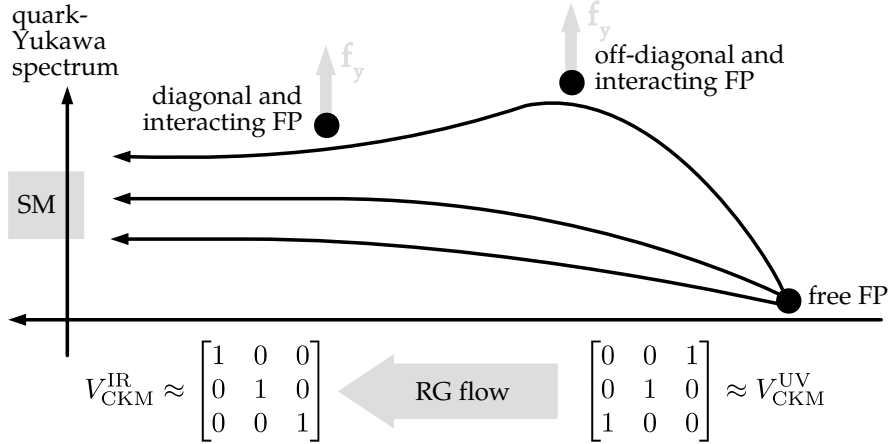 quark-
Yukawa
spectrum
f_y
f_y
off-diagonal and
interacting FP
diagonal and
interacting FP
SM
free FP
V_CKM^IR ≈ [1 0 0
0 1 0
0 0 1]
RG flow
[0 0 1
0 1 0
1 0 0] ≈ V_CKM^UV